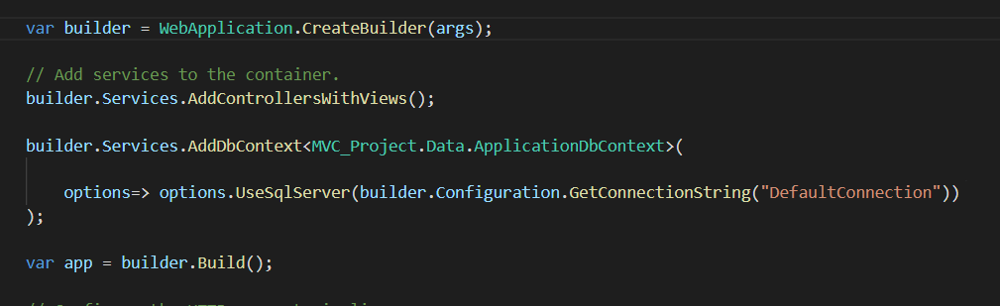 var builder = WebApplication.CreateBuilder(args);
// Add services to the container.
builder.Services.AddControllersWithViews();
builder.Services.AddDbContext<MVC_Project.Data.ApplicationDbContext>(
options=> options.UseSqlServer(builder.Configuration.GetConnectionString("DefaultConnection"))
);
var app = builder.Build();